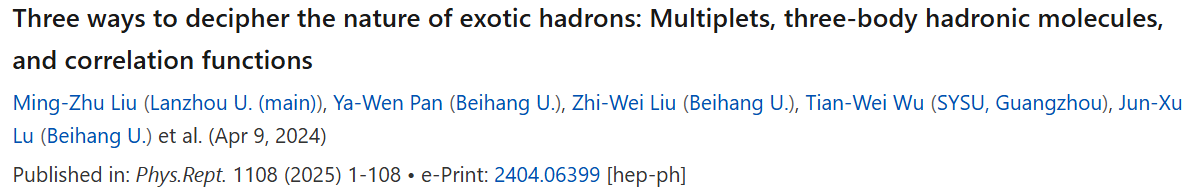 Three ways to decipher the nature of exotic hadrons: Multiplets, three-body hadronic molecules,
and correlation functions
Ming-Zhu Liu (Lanzhou U. (main)), Ya-Wen Pan (Beihang U.), Zhi-Wei Liu (Beihang U.), Tian-Wei Wu (SYSU, Guangzhou), Jun-Xu
Lu (Beihang U.) et al. (Apr 9, 2024)
Published in: Phys.Rept. 1108 (2025) 1-108 • e-Print: 2404.06399 [hep-ph]